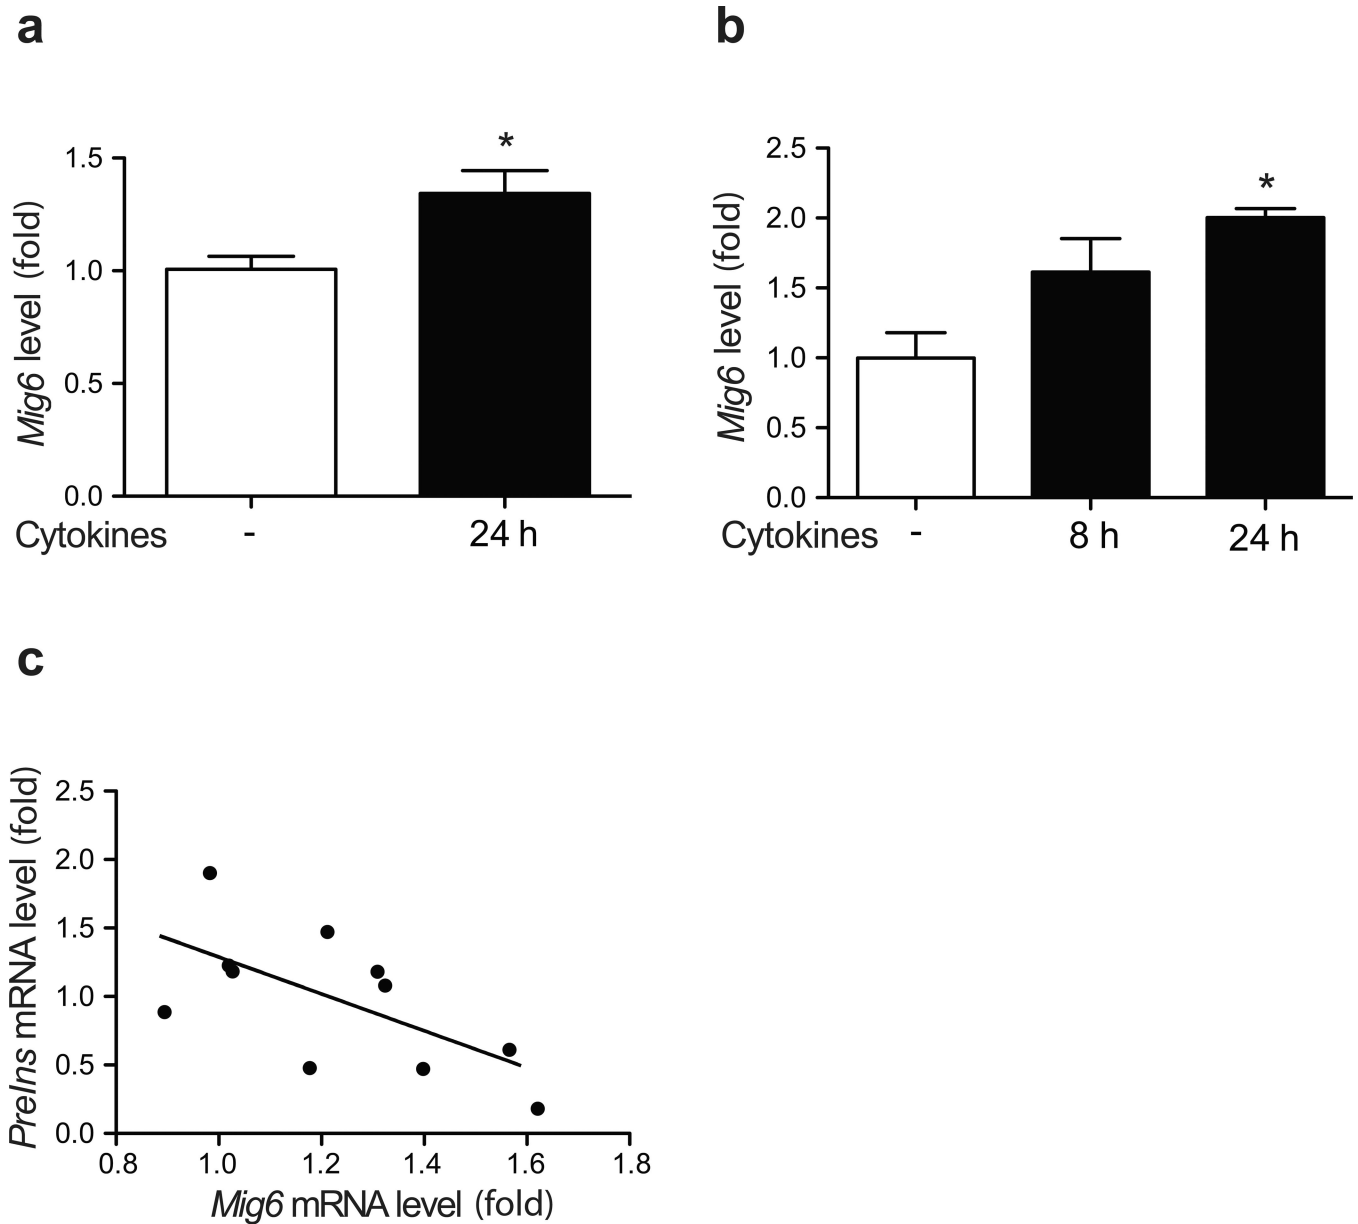 a
*
1.5
1.0
0.5
0.0
Mig6 level (fold)
Cytokines - 24 h
b
*
2.5
2.0
1.5
1.0
0.5
0.0
Mig6 level (fold)
Cytokines - 8 h 24 h
c
2.5
2.0
1.5
1.0
0.5
0.0
PreIns mRNA level (fold)
0.8 1.0 1.2 1.4 1.6 1.8
Mig6 mRNA level (fold)